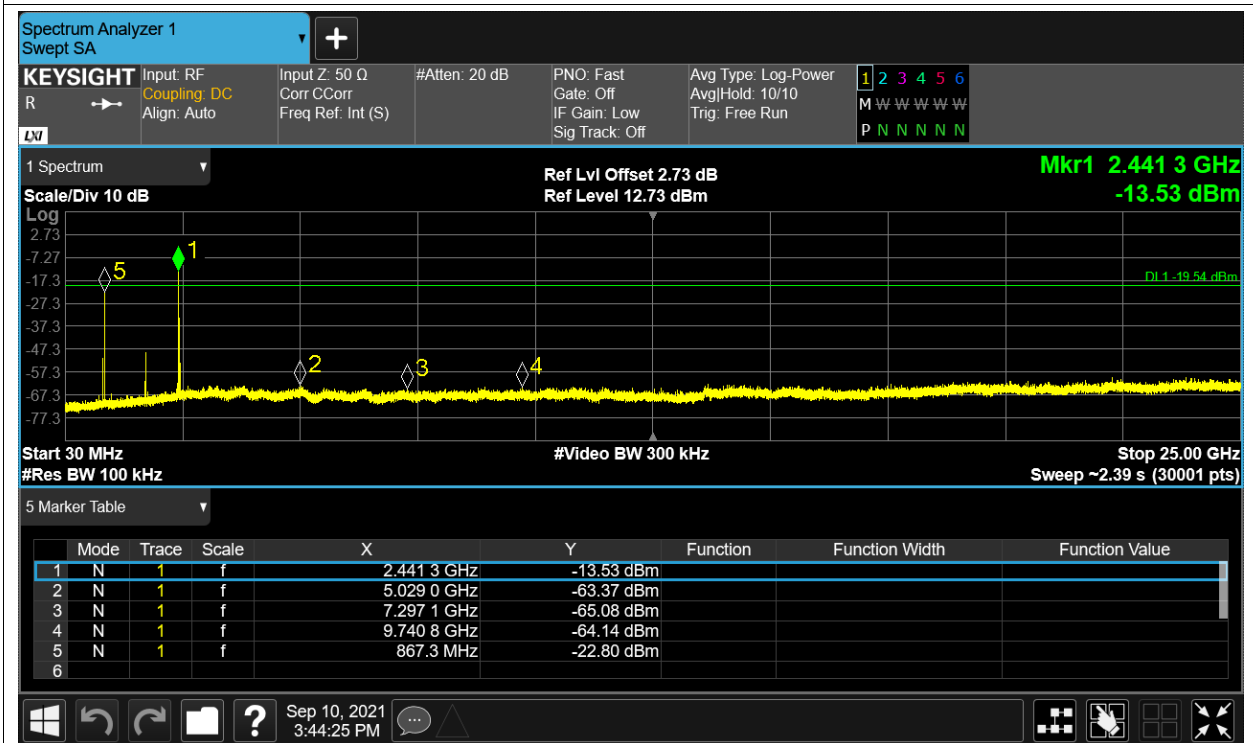 Spectrum Analyzer 1
Swept SA
+
KEYSIGHT Input: RF Input Z: 50 Ω #Atten: 20 dB PNO: Fast Avg Type: Log-Power 1 2 3 4 5 6
R Coupling: DC Corr CCorr Gate: Off Avg|Hold: 10/10 M W W W W W
Align: Auto Freq Ref: Int (S) IF Gain: Low Trig: Free Run
LXI Sig Track: Off P N N N N N
1 Spectrum Ref Lvl Offset 2.73 dB Mkr1 2.441 3 GHz
Scale/Div 10 dB Ref Level 12.73 dBm -13.53 dBm
Log
2.73
-7.27 1
-17.3 5 DL1 -19.54 dBm
-27.3
-37.3
-47.3
-57.3 2 3 4
-67.3
-77.3
Start 30 MHz #Video BW 300 kHz Stop 25.00 GHz
#Res BW 100 kHz Sweep ~2.39 s (30001 pts)
5 Marker Table
Mode Trace Scale X Y Function Function Width Function Value
1 N 1 f 2.441 3 GHz -13.53 dBm
2 N 1 f 5.029 0 GHz -63.37 dBm
3 N 1 f 7.297 1 GHz -65.08 dBm
4 N 1 f 9.740 8 GHz -64.14 dBm
5 N 1 f 867.3 MHz -22.80 dBm
6
? Sep 10, 2021
3:44:25 PM